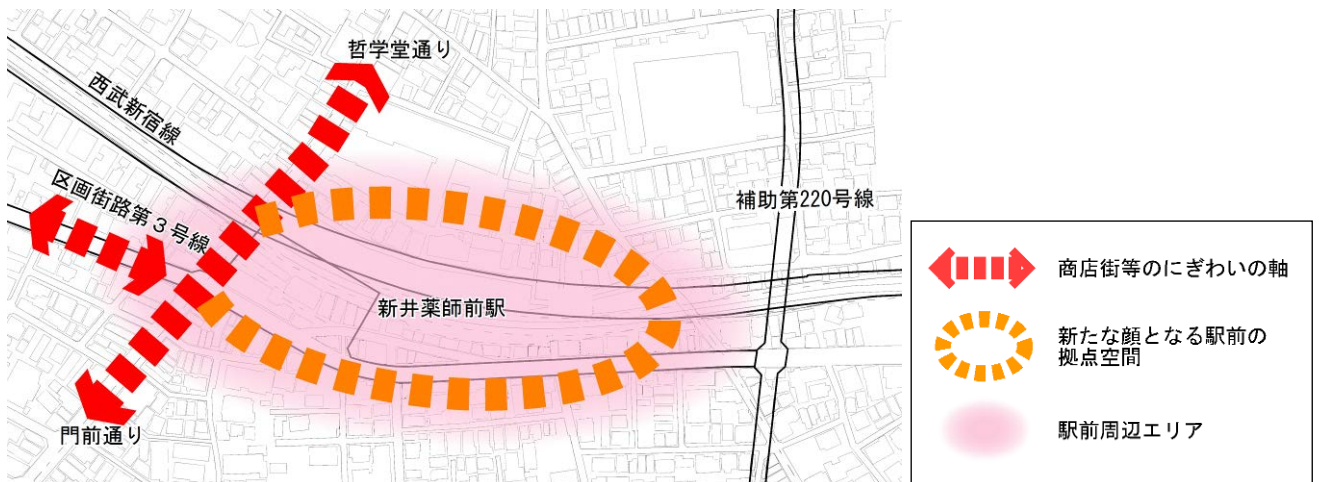 哲学堂通り
西武新宿線
区画街路第３号線
補助第220号線
新井薬師前駅
門前通り
商店街等のにぎわいの軸
新たな顔となる駅前の
拠点空間
駅前周辺エリア